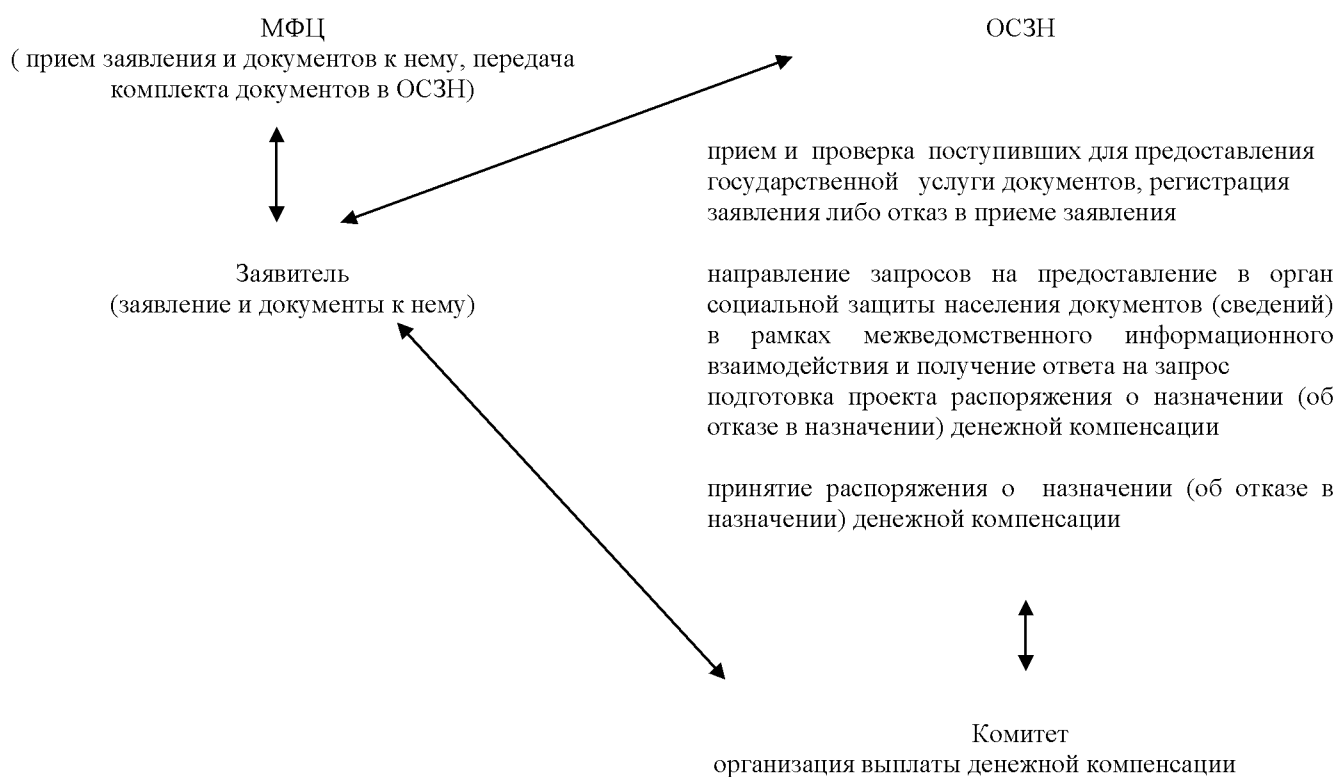 МФЦ
( прием заявления и документов к нему, передача
комплекта документов в ОСЗН)
Заявитель
(заявление и документы к нему)
ОСЗН
прием и проверка поступивших для предоставления
государственной услуги документов, регистрация
заявления либо отказ в приеме заявления
направление запросов на предоставление в орган
социальной защиты населения документов (сведений)
в рамках межведомственного информационного
взаимодействия и получение ответа на запрос
подготовка проекта распоряжения о назначении (об
отказе в назначении) денежной компенсации
принятие распоряжения о назначении (об отказе в
назначении) денежной компенсации
Комитет
организация выплаты денежной компенсации